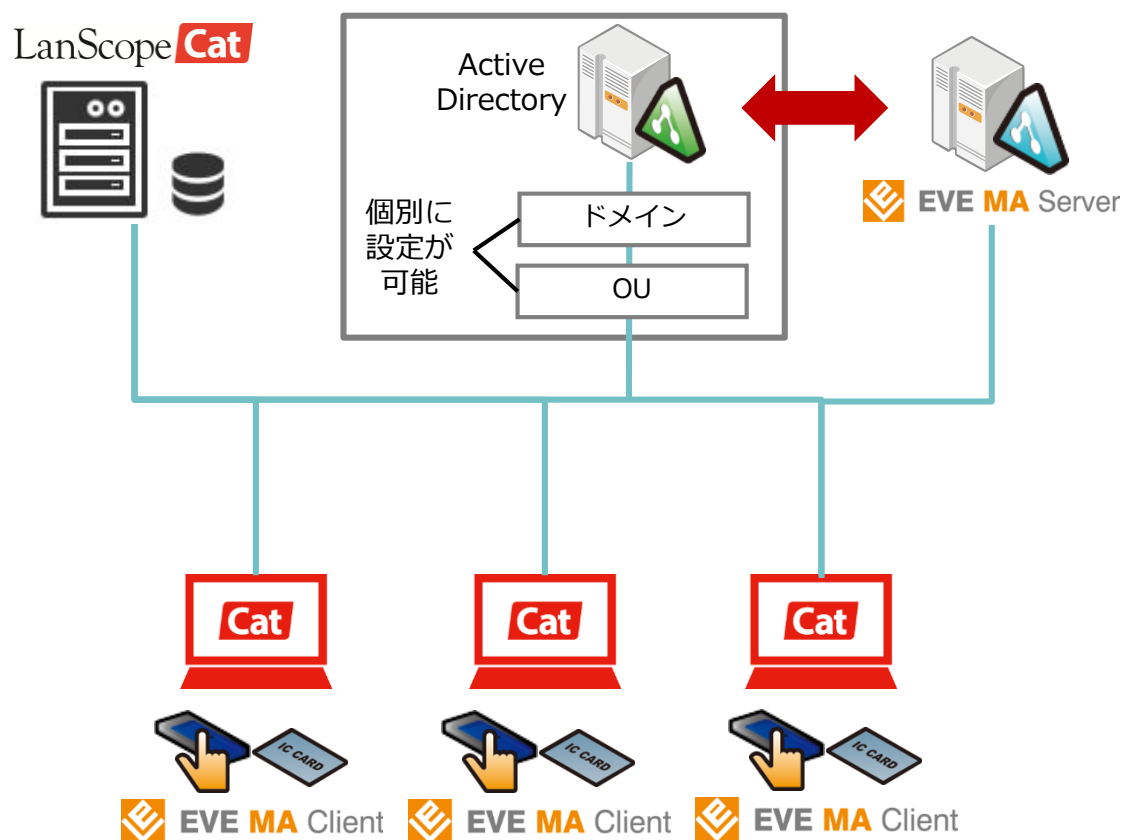 LanScope Cat
Active
Directory
EVE MA Server
個別に
設定が
可能
ドメイン
OU
Cat
Cat
Cat
IC CARD
IC CARD
IC CARD
EVE MA Client
EVE MA Client
EVE MA Client